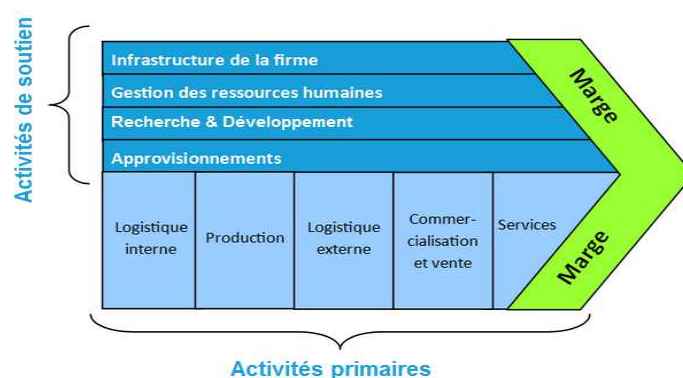 Activités de soutien
Infrastructure de la firme
Gestion des ressources humaines
Recherche & Développement
Approvisionnements
Marge
Logistique
interne
Production
Logistique
externe
Commer-
cialisation
et vente
Services
Marge
Activités primaires